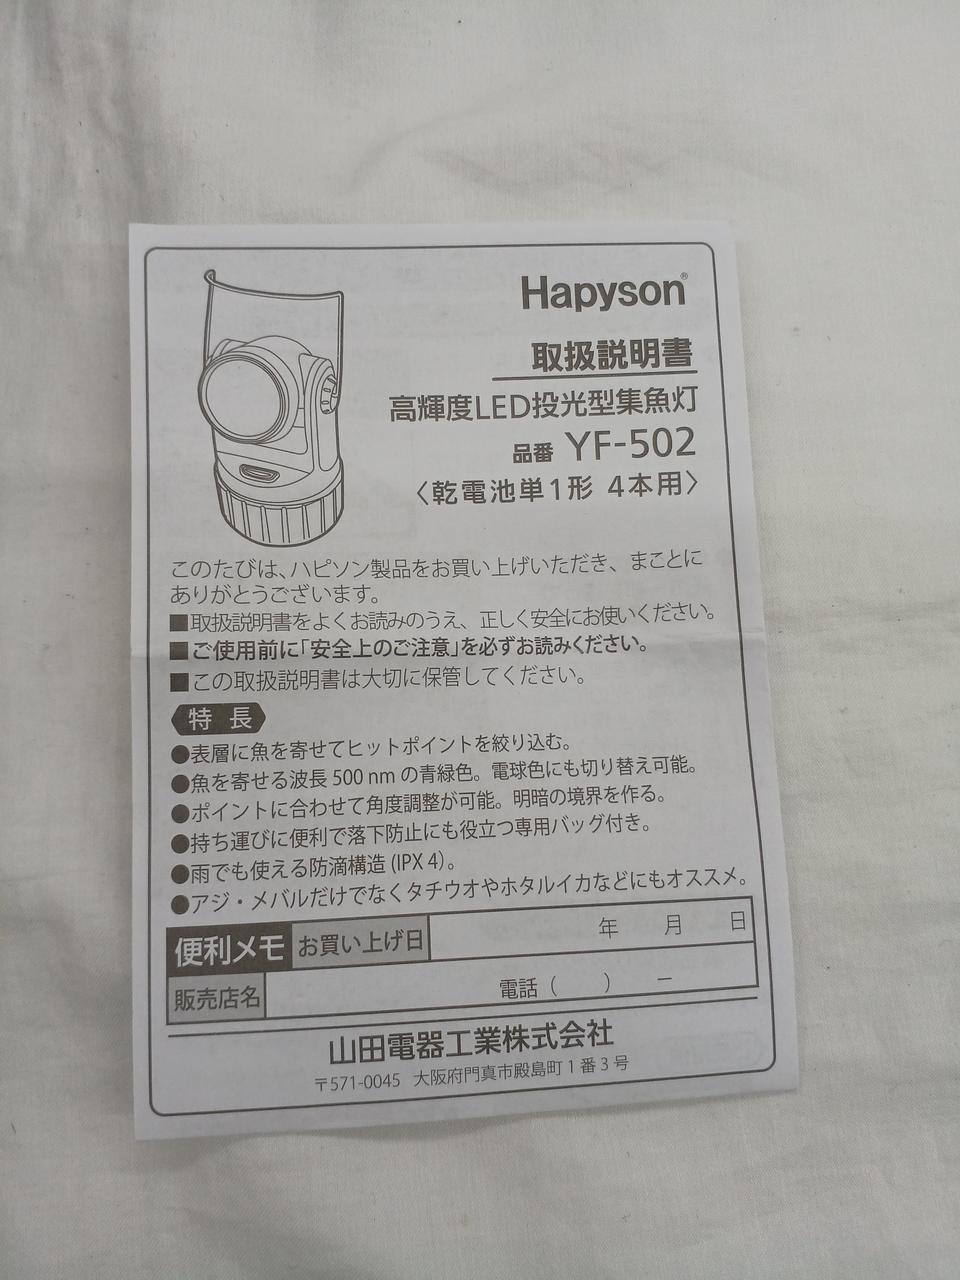 Hapyson®
取扱説明書
高輝度LED投光型集魚灯
品番 YF-502
〈乾電池単1形 4本用〉
このたびは、ハピソン製品をお買い上げいただき、まことに
ありがとうございます。
■取扱説明書をよくお読みのうえ、正しく安全にお使いください。
■ご使用前に「安全上のご注意」を必ずお読みください。
■この取扱説明書は大切に保管してください。
特 長
●表層に魚を寄せてヒットポイントを絞り込む。
●魚を寄せる波長 500 nm の青緑色。電球色にも切り替え可能。
●ポイントに合わせて角度調整が可能。明暗の境界を作る。
●持ち運びに便利で落下防止にも役立つ専用バッグ付き。
●雨でも使える防滴構造 (IPX 4)。
●アジ・メバルだけでなくタチウオやホタルイカなどにもオススメ。
便利メモ お買い上げ日 年 月 日
販売店名 電話 ( ) －
山田電器工業株式会社
〒571-0045 大阪府門真市殿島町 1 番 3 号